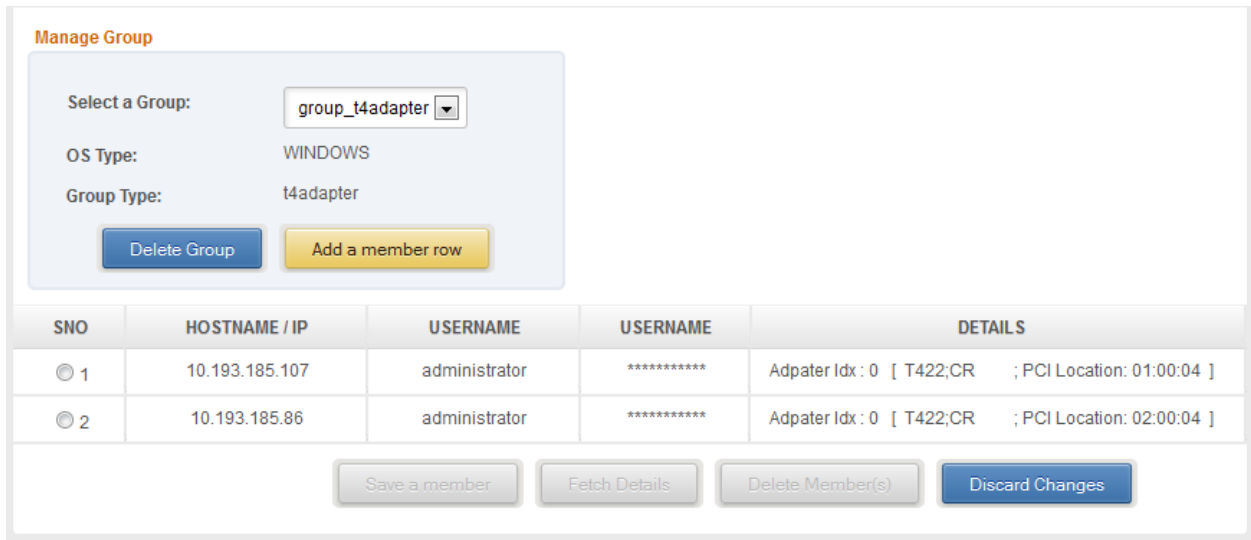 Manage Group
Select a Group: group_t4adapter
OS Type: WINDOWS
Group Type: t4adapter
Delete Group Add a member row
SNO HOSTNAME / IP USERNAME USERNAME DETAILS
1 10.193.185.107 administrator *********** Adpater Idx : 0 [ T422;CR ; PCI Location: 01:00:04 ]
2 10.193.185.86 administrator *********** Adpater Idx : 0 [ T422;CR ; PCI Location: 02:00:04 ]
Save a member Fetch Details Delete Member(s) Discard Changes